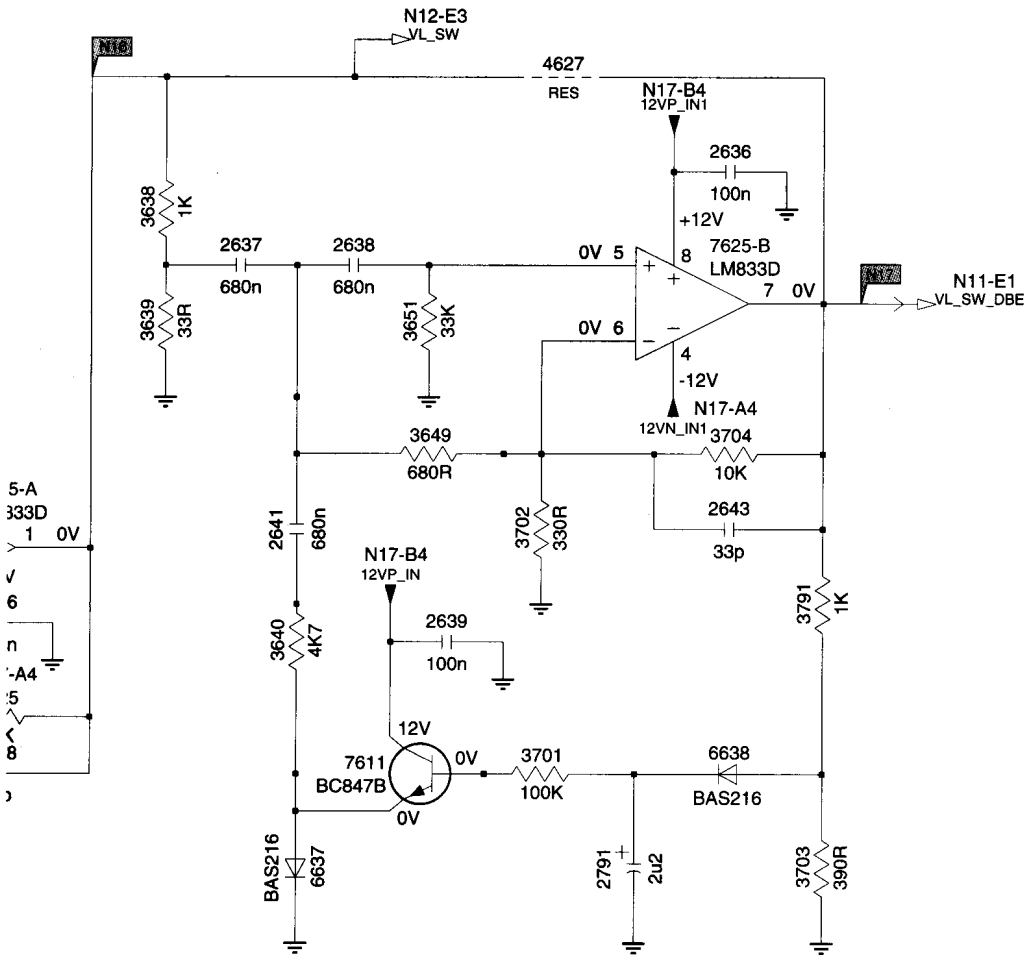 N12-E3
VL_SW
N16
4627
RES
N17-B4
12VP_IN1
2636
100n
3638
1K
+12V
2637
680n
2638
680n
0V 5
8
7625-B
LM833D
7 0V
N17
N11-E1
VL_SW_DBE
3639
33R
3651
33K
0V 6
4
-12V
N17-A4
12VN_IN1
3704
10K
3649
680R
5-A
833D
1 0V
2641
680n
3702
330R
2643
33p
N17-B4
12VP_IN
V
6
3791
1K
3640
4K7
2639
100n
n
-A4
25
K
8
12V
7611
BC847B
0V
0V
3701
100K
6638
BAS216
BAS216
6637
2791
2u2
3703
390R